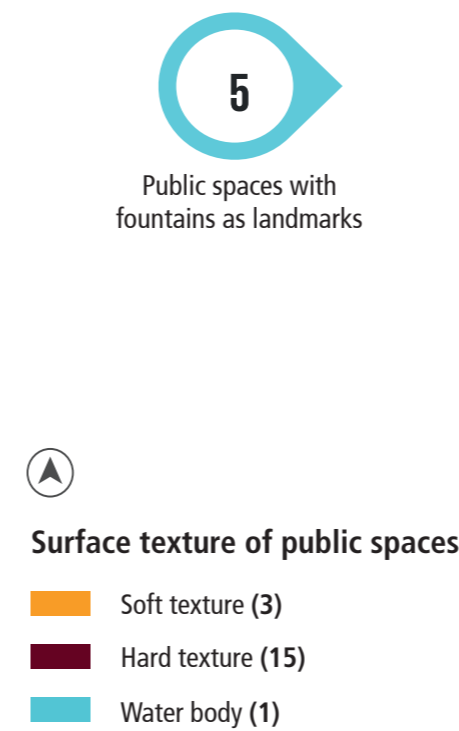 5
Public spaces with
fountains as landmarks
Surface texture of public spaces
Soft texture (3)
Hard texture (15)
Water body (1)